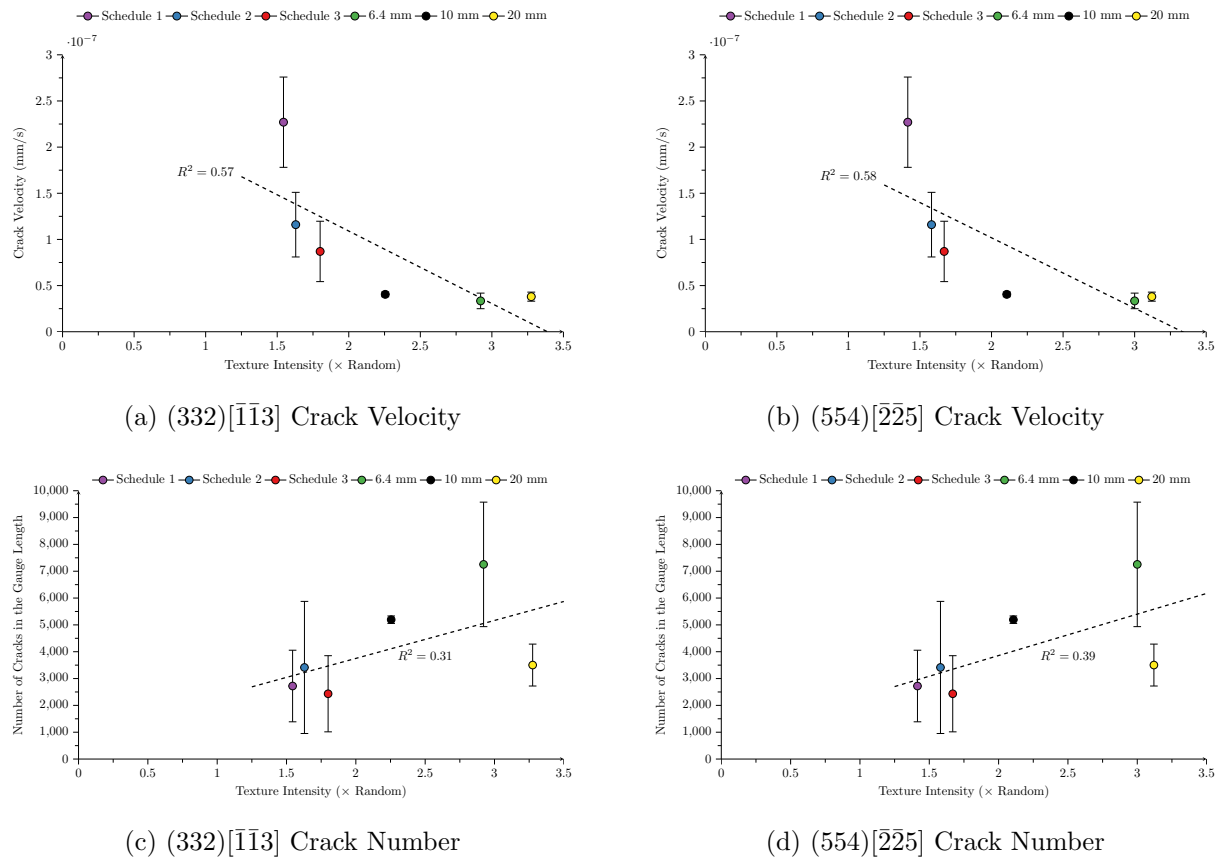 Schedule 1 Schedule 2 Schedule 3 6.4 mm 10 mm 20 mm
·10⁻⁷
3
2.5
2
1.5
1
0.5
0
Crack Velocity (mm/s)
R² = 0.57
0 0.5 1 1.5 2 2.5 3 3.5
Texture Intensity (× Random)
(a) (332)[1̄1̄3] Crack Velocity
Schedule 1 Schedule 2 Schedule 3 6.4 mm 10 mm 20 mm
·10⁻⁷
3
2.5
2
1.5
1
0.5
0
Crack Velocity (mm/s)
R² = 0.58
0 0.5 1 1.5 2 2.5 3 3.5
Texture Intensity (× Random)
(b) (554)[2̄2̄5] Crack Velocity
Schedule 1 Schedule 2 Schedule 3 6.4 mm 10 mm 20 mm
10,000
9,000
8,000
7,000
6,000
5,000
4,000
3,000
2,000
1,000
0
Number of Cracks in the Gauge Length
R² = 0.31
0 0.5 1 1.5 2 2.5 3 3.5
Texture Intensity (× Random)
(c) (332)[1̄1̄3] Crack Number
Schedule 1 Schedule 2 Schedule 3 6.4 mm 10 mm 20 mm
10,000
9,000
8,000
7,000
6,000
5,000
4,000
3,000
2,000
1,000
0
Number of Cracks in the Gauge Length
R² = 0.39
0 0.5 1 1.5 2 2.5 3 3.5
Texture Intensity (× Random)
(d) (554)[2̄2̄5] Crack Number